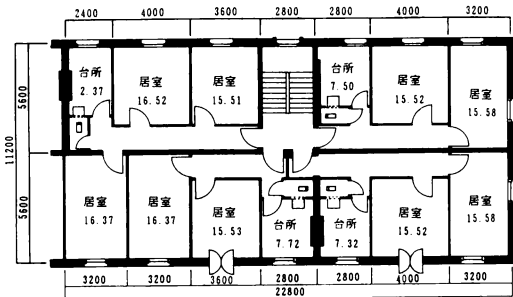 2400 4000 3600 2800 2800 4000 3200
台所 2.37
居室 16.52
居室 15.51
台所 7.50
居室 15.52
居室 15.58
5600
11200
5600
居室 16.37
居室 16.37
居室 15.53
台所 7.72
台所 7.32
居室 15.52
居室 15.58
3200 3200 3600 2800 2800 4000 3200
22800